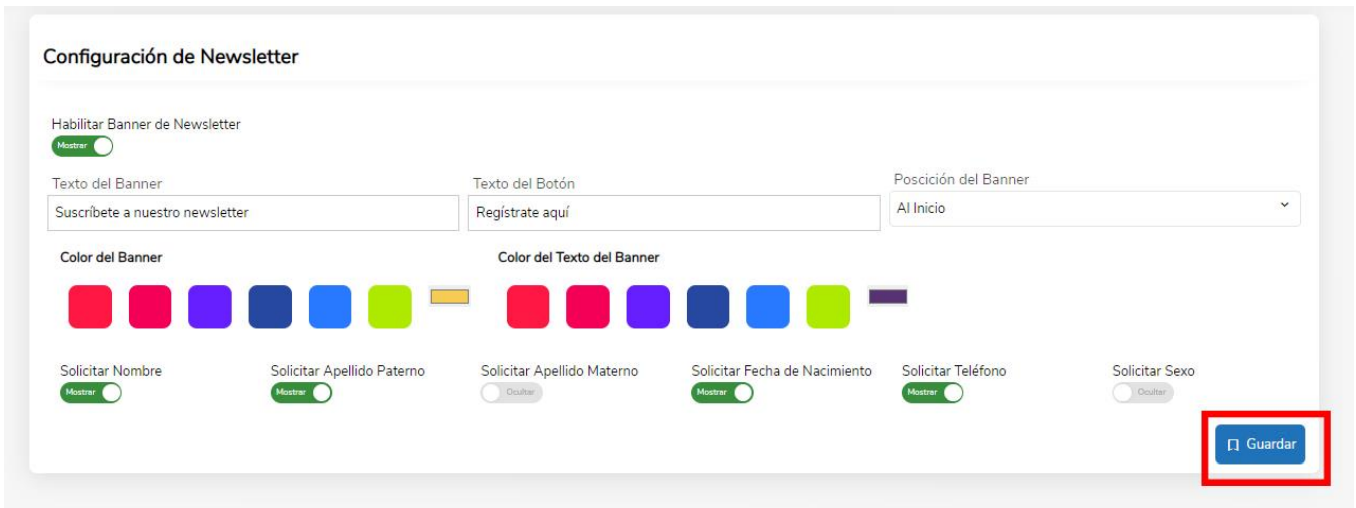 Configuración de Newsletter
Habilitar Banner de Newsletter
Mostrar
Texto del Banner
Texto del Botón
Poscición del Banner
Suscríbete a nuestro newsletter
Regístrate aquí
Al Inicio
Color del Banner
Color del Texto del Banner
Solicitar Nombre
Solicitar Apellido Paterno
Solicitar Apellido Materno
Solicitar Fecha de Nacimiento
Solicitar Teléfono
Solicitar Sexo
Mostrar
Mostrar
Ocultar
Mostrar
Mostrar
Ocultar
Guardar